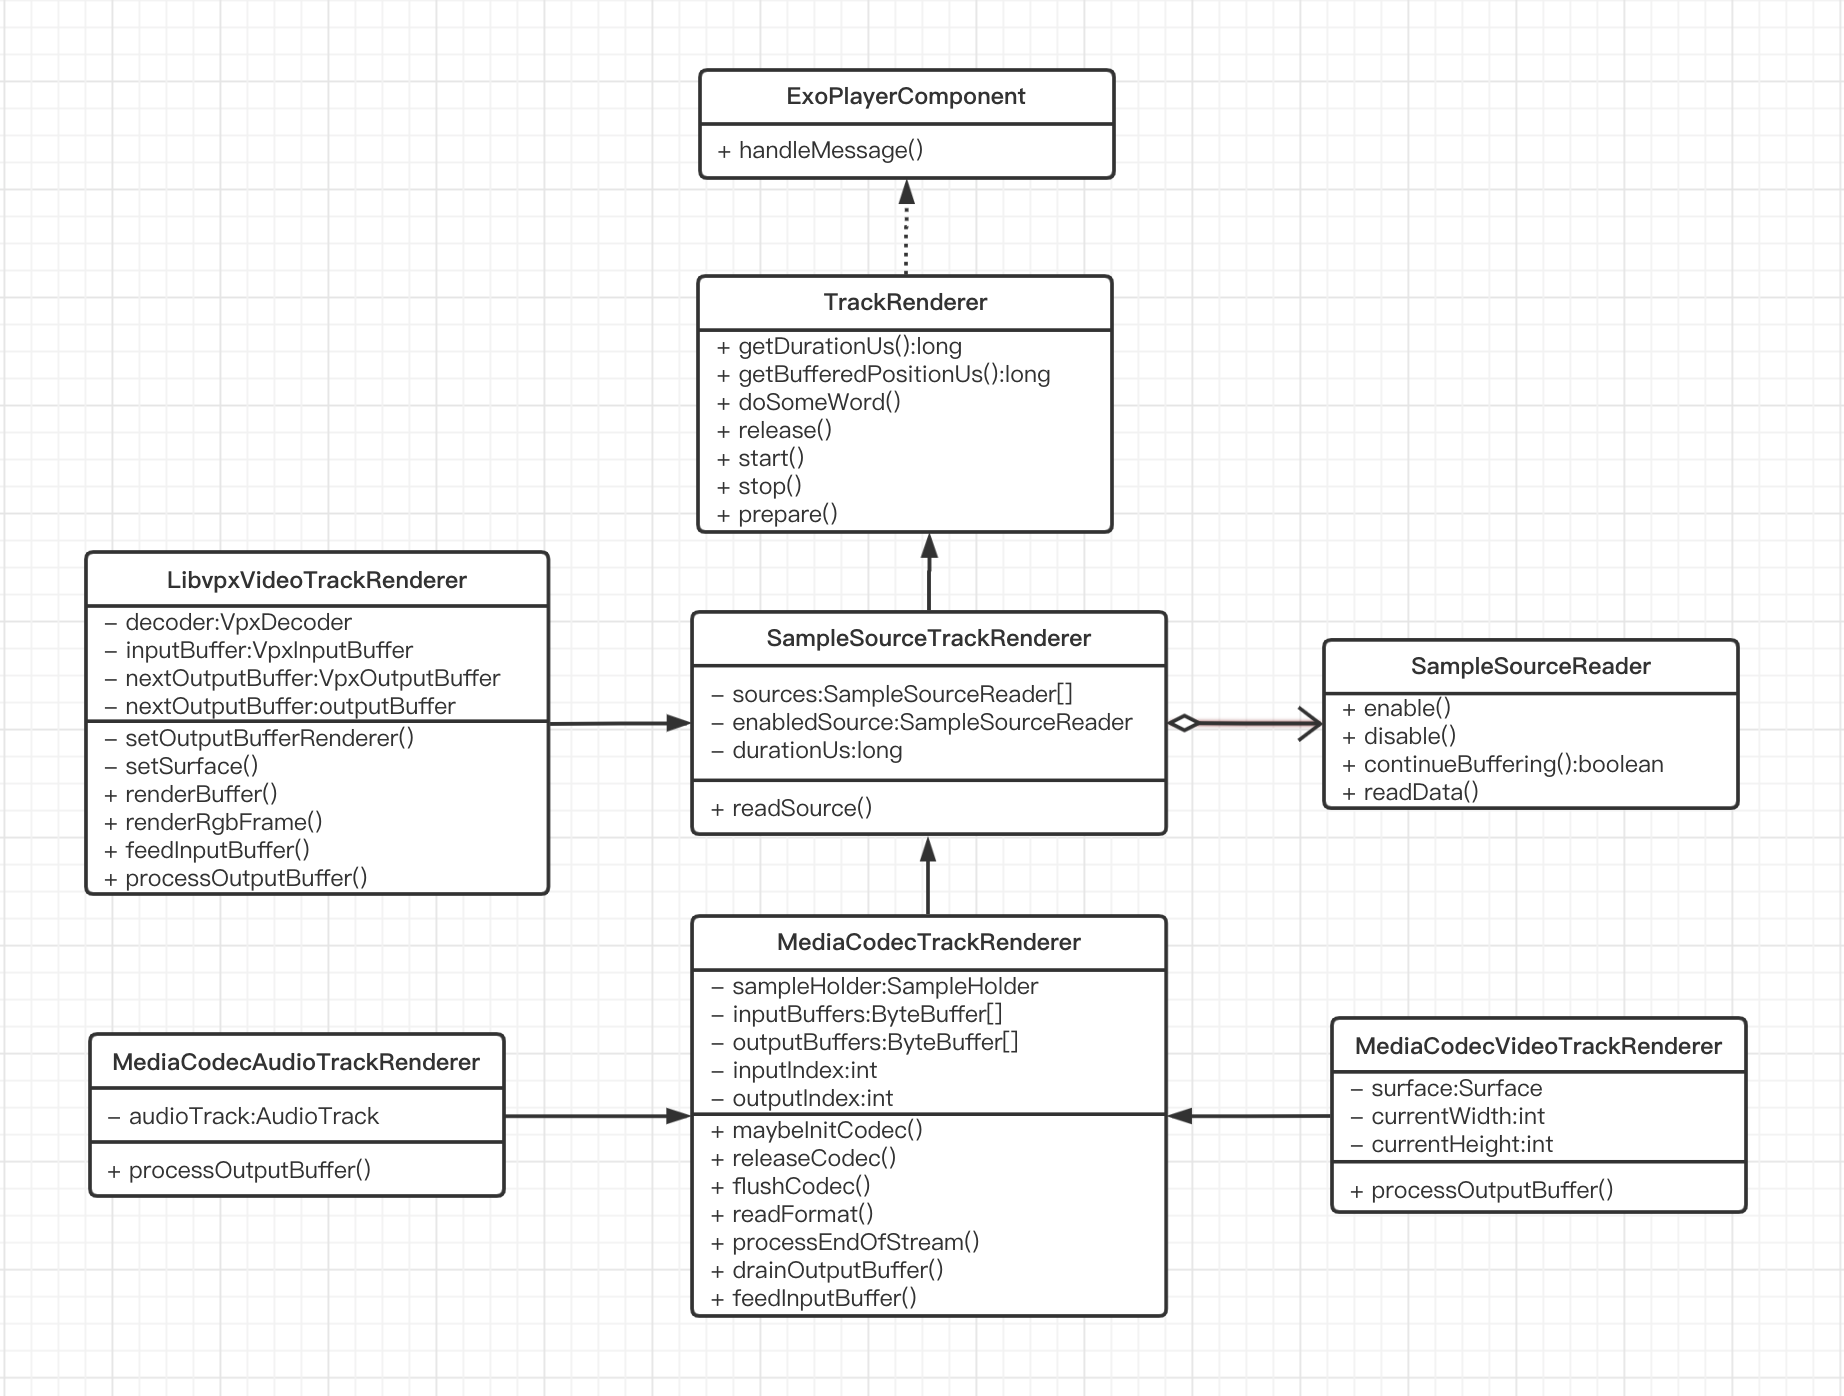 ExoPlayerComponent
+ handleMessage()
TrackRenderer
+ getDurationUs():long
+ getBufferedPositionUs():long
+ doSomeWord()
+ release()
+ start()
+ stop()
+ prepare()
LibvpxVideoTrackRenderer
– decoder:VpxDecoder
– inputBuffer:VpxInputBuffer
– nextOutputBuffer:VpxOutputBuffer
– nextOutputBuffer:outputBuffer
– setOutputBufferRenderer()
– setSurface()
+ renderBuffer()
+ renderRgbFrame()
+ feedInputBuffer()
+ processOutputBuffer()
SampleSourceTrackRenderer
– sources:SampleSourceReader[]
– enabledSource:SampleSourceReader
– durationUs:long
+ readSource()
SampleSourceReader
+ enable()
+ disable()
+ continueBuffering():boolean
+ readData()
MediaCodecTrackRenderer
– sampleHolder:SampleHolder
– inputBuffers:ByteBuffer[]
– outputBuffers:ByteBuffer[]
– inputIndex:int
– outputIndex:int
+ maybeInitCodec()
+ releaseCodec()
+ flushCodec()
+ readFormat()
+ processEndOfStream()
+ drainOutputBuffer()
+ feedInputBuffer()
MediaCodecAudioTrackRenderer
– audioTrack:AudioTrack
+ processOutputBuffer()
MediaCodecVideoTrackRenderer
– surface:Surface
– currentWidth:int
– currentHeight:int
+ processOutputBuffer()